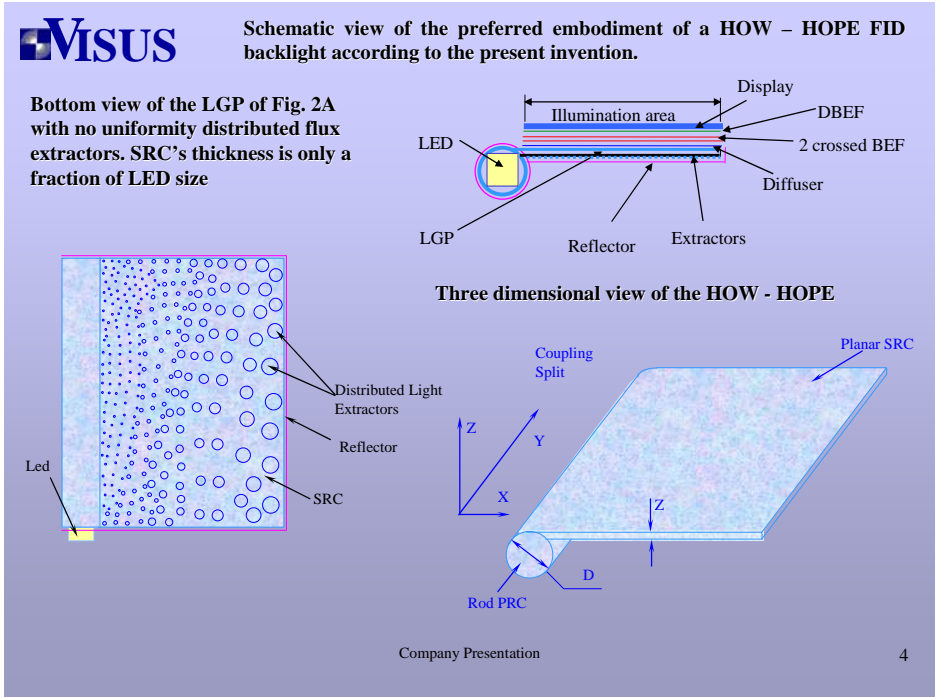 VISUS
Schematic view of the preferred embodiment of a HOW – HOPE FID
backlight according to the present invention.
Bottom view of the LGP of Fig. 2A
with no uniformity distributed flux
extractors. SRC's thickness is only a
fraction of LED size
Display
Illumination area
DBEF
LED
2 crossed BEF
Diffuser
LGP
Reflector
Extractors
Three dimensional view of the HOW - HOPE
Distributed Light
Extractors
Reflector
Led
SRC
Coupling
Split
Planar SRC
Z
Y
X
Z
D
Rod PRC
Company Presentation
4